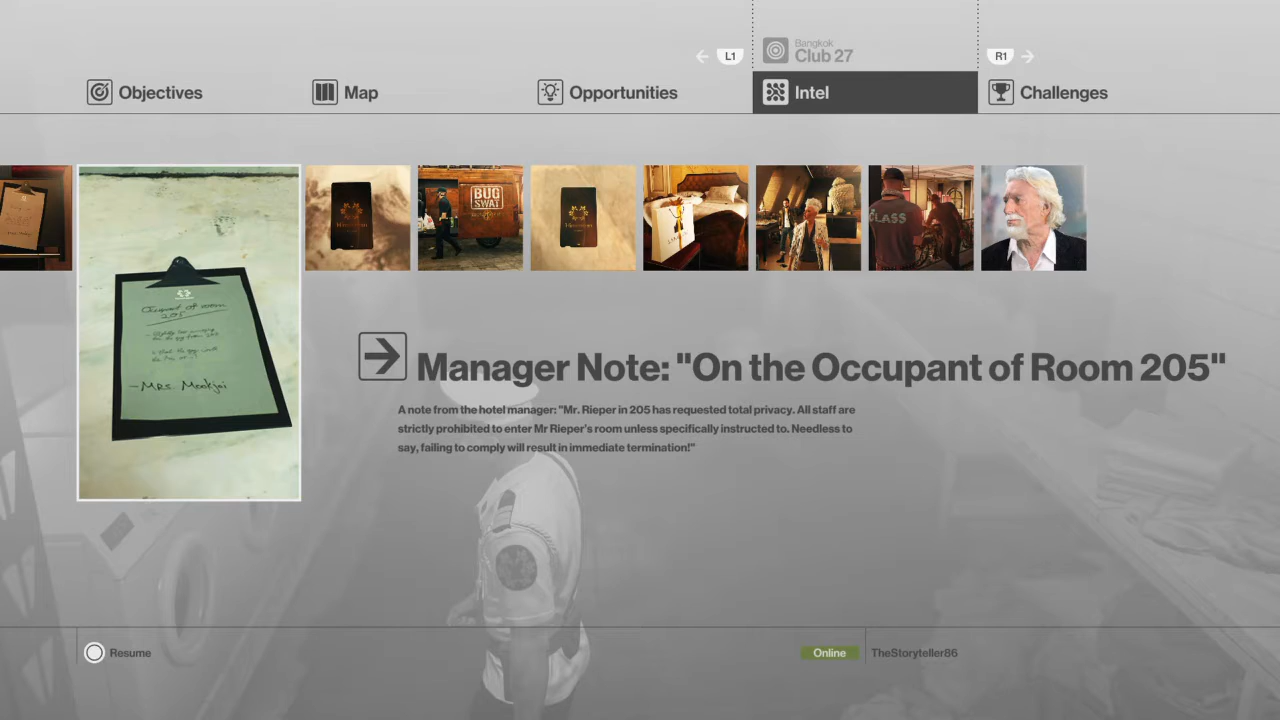 Bangkok
Club 27
L1
R1
Objectives
Map
Opportunities
Intel
Challenges
BUG
SWAT
CLASS
Occupant of room
205
- Mrs. Mookjai
Manager Note: "On the Occupant of Room 205"
A note from the hotel manager: "Mr. Rieper in 205 has requested total privacy. All staff are
strictly prohibited to enter Mr Rieper's room unless specifically instructed to. Needless to
say, failing to comply will result in immediate termination!"
Resume
Online
TheStoryteller86